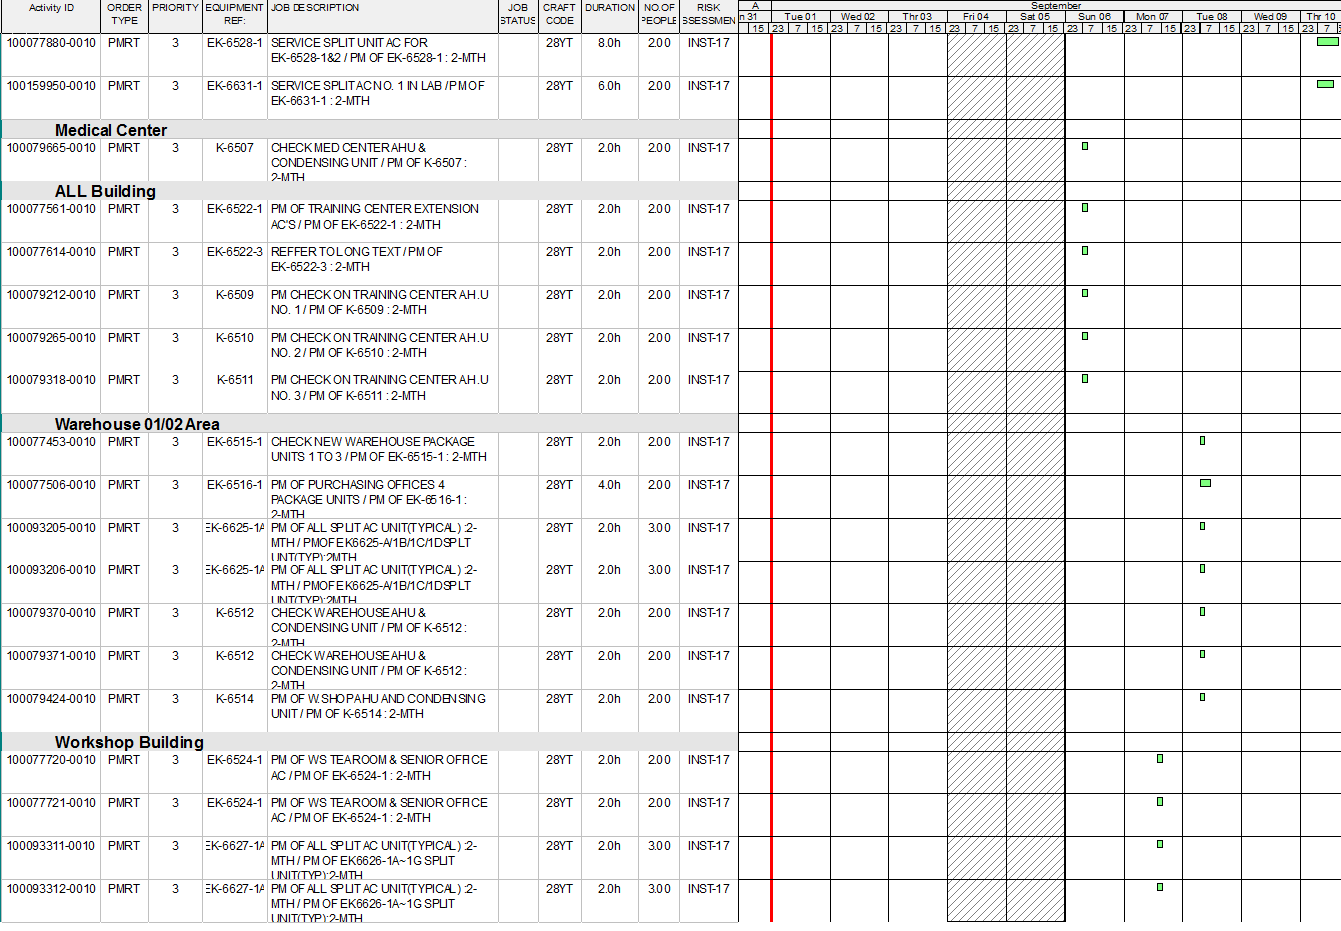 Activity ID ORDER TYPE PRIORITY EQUIPMENT REF: JOB DESCRIPTION JOB STATUS CRAFT CODE DURATION NO.OF PEOPLE RISK SSESSMEN A September
n 31 Tue 01 Wed 02 Thr 03 Fri 04 Sat 05 Sun 06 Mon 07 Tue 08 Wed 09 Thr 10
15 23 7 15 23 7 15 23 7 15 23 7 15 23 7 15 23 7 15 23 7 15 23 7 15 23 7 15 23 7
100077880-0010 PMRT 3 EK-6528-1 SERVICE SPLIT UNIT AC FOR 28YT 8.0h 2.00 INST-17
EK-6528-1&2 / PM OF EK-6528-1 : 2-MTH
100159950-0010 PMRT 3 EK-6631-1 SERVICE SPLIT AC NO. 1 IN LAB / PM OF 28YT 6.0h 2.00 INST-17
EK-6631-1 : 2-MTH
Medical Center
100079665-0010 PMRT 3 K-6507 CHECK MED CENTER AHU & 28YT 2.0h 2.00 INST-17
CONDENSING UNIT / PM OF K-6507 :
2-MTH
ALL Building
100077561-0010 PMRT 3 EK-6522-1 PM OF TRAINING CENTER EXTENSION 28YT 2.0h 2.00 INST-17
AC'S / PM OF EK-6522-1 : 2-MTH
100077614-0010 PMRT 3 EK-6522-3 REFFER TO LONG TEXT / PM OF 28YT 2.0h 2.00 INST-17
EK-6522-3 : 2-MTH
100079212-0010 PMRT 3 K-6509 PM CHECK ON TRAINING CENTER A.H.U 28YT 2.0h 2.00 INST-17
NO. 1 / PM OF K-6509 : 2-MTH
100079265-0010 PMRT 3 K-6510 PM CHECK ON TRAINING CENTER A.H.U 28YT 2.0h 2.00 INST-17
NO. 2 / PM OF K-6510 : 2-MTH
100079318-0010 PMRT 3 K-6511 PM CHECK ON TRAINING CENTER A.H.U 28YT 2.0h 2.00 INST-17
NO. 3 / PM OF K-6511 : 2-MTH
Warehouse 01/02 Area
100077453-0010 PMRT 3 EK-6515-1 CHECK NEW WAREHOUSE PACKAGE 28YT 2.0h 2.00 INST-17
UNITS 1 TO 3 / PM OF EK-6515-1 : 2-MTH
100077506-0010 PMRT 3 EK-6516-1 PM OF PURCHASING OFFICES 4 28YT 4.0h 2.00 INST-17
PACKAGE UNITS / PM OF EK-6516-1 :
2-MTH
100093205-0010 PMRT 3 EK-6625-1A PM OF ALL SPLIT AC UNIT(TYPICAL) :2- 28YT 2.0h 3.00 INST-17
MTH / PMOF EK6625-A/1B/1C/1DSPLT
UNT(TYP):2MTH
100093206-0010 PMRT 3 EK-6625-1A PM OF ALL SPLIT AC UNIT(TYPICAL) :2- 28YT 2.0h 3.00 INST-17
MTH / PMOF EK6625-A/1B/1C/1DSPLT
UNT(TYP):2MTH
100079370-0010 PMRT 3 K-6512 CHECK WAREHOUSE AHU & 28YT 2.0h 2.00 INST-17
CONDENSING UNIT / PM OF K-6512 :
2-MTH
100079371-0010 PMRT 3 K-6512 CHECK WAREHOUSE AHU & 28YT 2.0h 2.00 INST-17
CONDENSING UNIT / PM OF K-6512 :
2-MTH
100079424-0010 PMRT 3 K-6514 PM OF W.SHOP AHU AND CONDENSING 28YT 2.0h 2.00 INST-17
UNIT / PM OF K-6514 : 2-MTH
Workshop Building
100077720-0010 PMRT 3 EK-6524-1 PM OF WS TEAROOM & SENIOR OFFICE 28YT 2.0h 2.00 INST-17
AC / PM OF EK-6524-1 : 2-MTH
100077721-0010 PMRT 3 EK-6524-1 PM OF WS TEAROOM & SENIOR OFFICE 28YT 2.0h 2.00 INST-17
AC / PM OF EK-6524-1 : 2-MTH
100093311-0010 PMRT 3 EK-6627-1A PM OF ALL SPLIT AC UNIT(TYPICAL) :2- 28YT 2.0h 3.00 INST-17
MTH / PM OF EK6626-1A~1G SPLIT
UNIT(TYP):2-MTH
100093312-0010 PMRT 3 EK-6627-1A PM OF ALL SPLIT AC UNIT(TYPICAL) :2- 28YT 2.0h 3.00 INST-17
MTH / PM OF EK6626-1A~1G SPLIT
UNIT(TYP):2-MTH